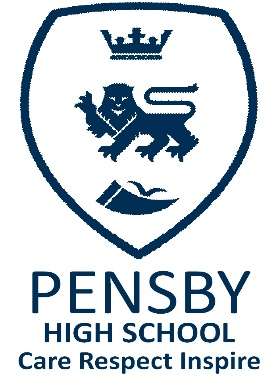 PENSBY
HIGH SCHOOL
Care Respect Inspire